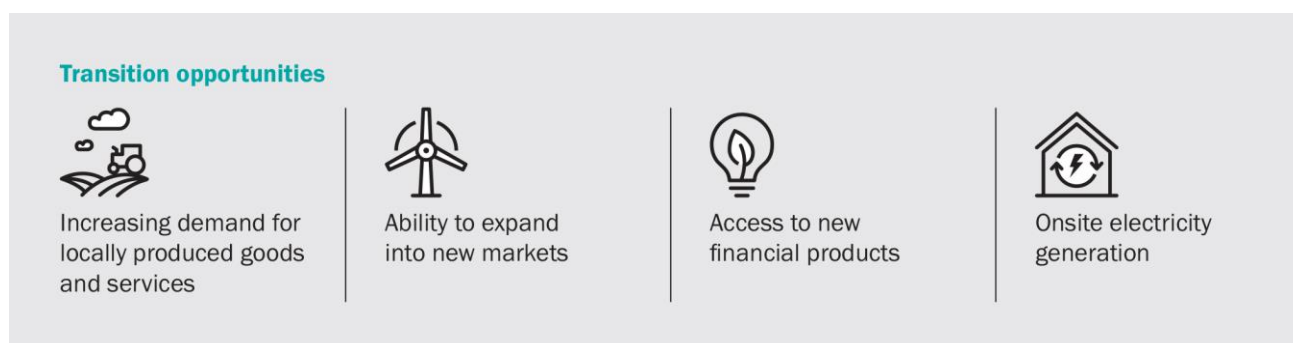 Transition opportunities
Increasing demand for
locally produced goods
and services
Ability to expand
into new markets
Access to new
financial products
Onsite electricity
generation